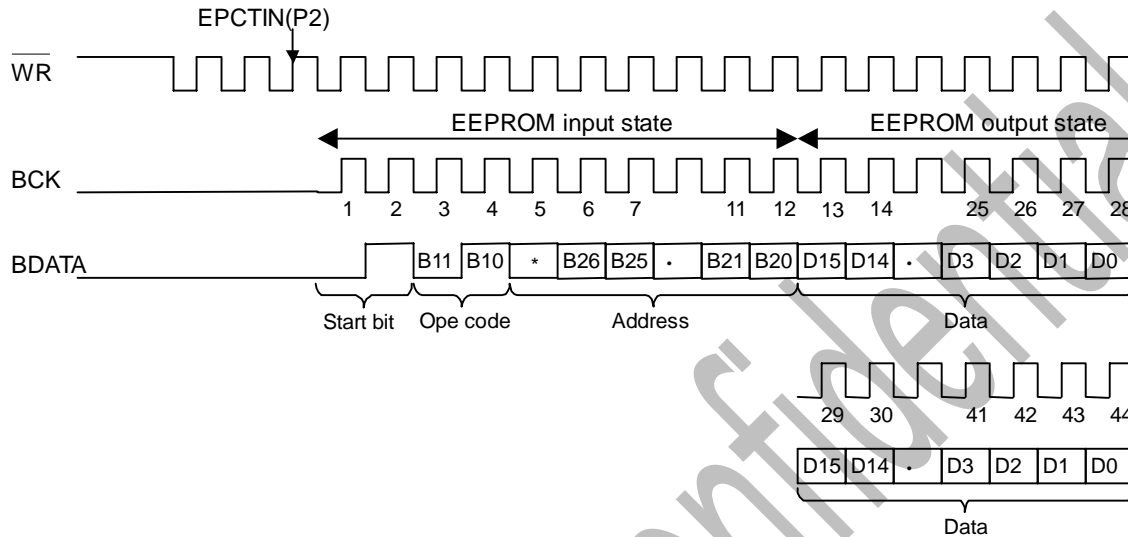 EPCTIN(P2)
WR
EEPROM input state EEPROM output state
BCK
1 2 3 4 5 6 7 11 12 13 14 25 26 27 28
BDATA B11 B10 * B26 B25 · B21 B20 D15 D14 · D3 D2 D1 D0
Start bit Ope code Address Data
29 30 41 42 43 44
D15 D14 · D3 D2 D1 D0
Data
onfidential